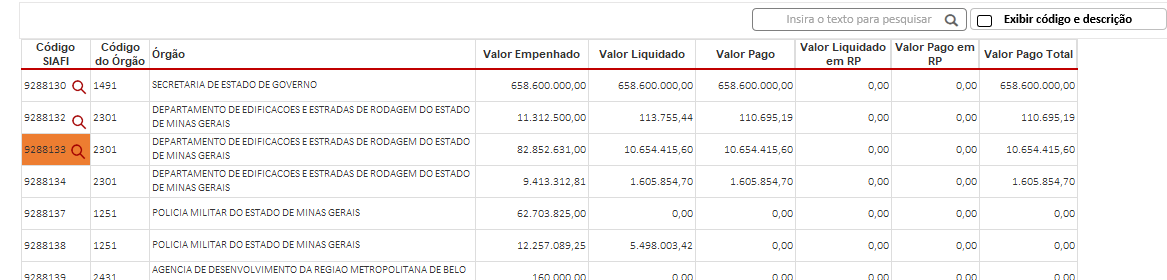 Insira o texto para pesquisar
Exibir código e descrição
Código SIAFI Código do Órgão Órgão Valor Empenhado Valor Liquidado Valor Pago Valor Liquidado em RP Valor Pago em RP Valor Pago Total
9288130 1491 SECRETARIA DE ESTADO DE GOVERNO 658.600.000,00 658.600.000,00 658.600.000,00 0,00 0,00 658.600.000,00
9288132 2301 DEPARTAMENTO DE EDIFICACOES E ESTRADAS DE RODAGEM DO ESTADO DE MINAS GERAIS 11.312.500,00 113.755,44 110.695,19 0,00 0,00 110.695,19
9288133 2301 DEPARTAMENTO DE EDIFICACOES E ESTRADAS DE RODAGEM DO ESTADO DE MINAS GERAIS 82.852.631,00 10.654.415,60 10.654.415,60 0,00 0,00 10.654.415,60
9288134 2301 DEPARTAMENTO DE EDIFICACOES E ESTRADAS DE RODAGEM DO ESTADO DE MINAS GERAIS 9.413.312,81 1.605.854,70 1.605.854,70 0,00 0,00 1.605.854,70
9288137 1251 POLICIA MILITAR DO ESTADO DE MINAS GERAIS 62.703.825,00 0,00 0,00 0,00 0,00 0,00
9288138 1251 POLICIA MILITAR DO ESTADO DE MINAS GERAIS 12.257.089,25 5.498.003,42 0,00 0,00 0,00 0,00
9288139 2431 AGENCIA DE DESENVOLVIMENTO DA REGIAO METROPOLITANA DE BELO 160.000,00 0,00 0,00 0,00 0,00 0,00